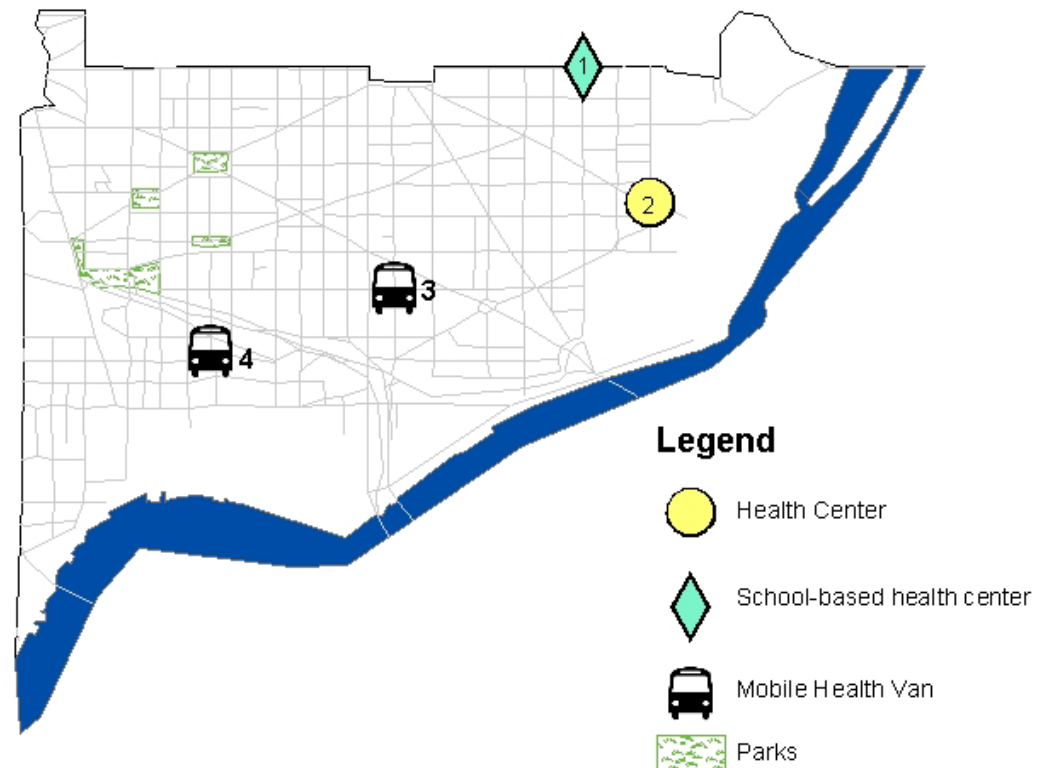 1
2
3
4
Legend
Health Center
School-based health center
Mobile Health Van
Parks